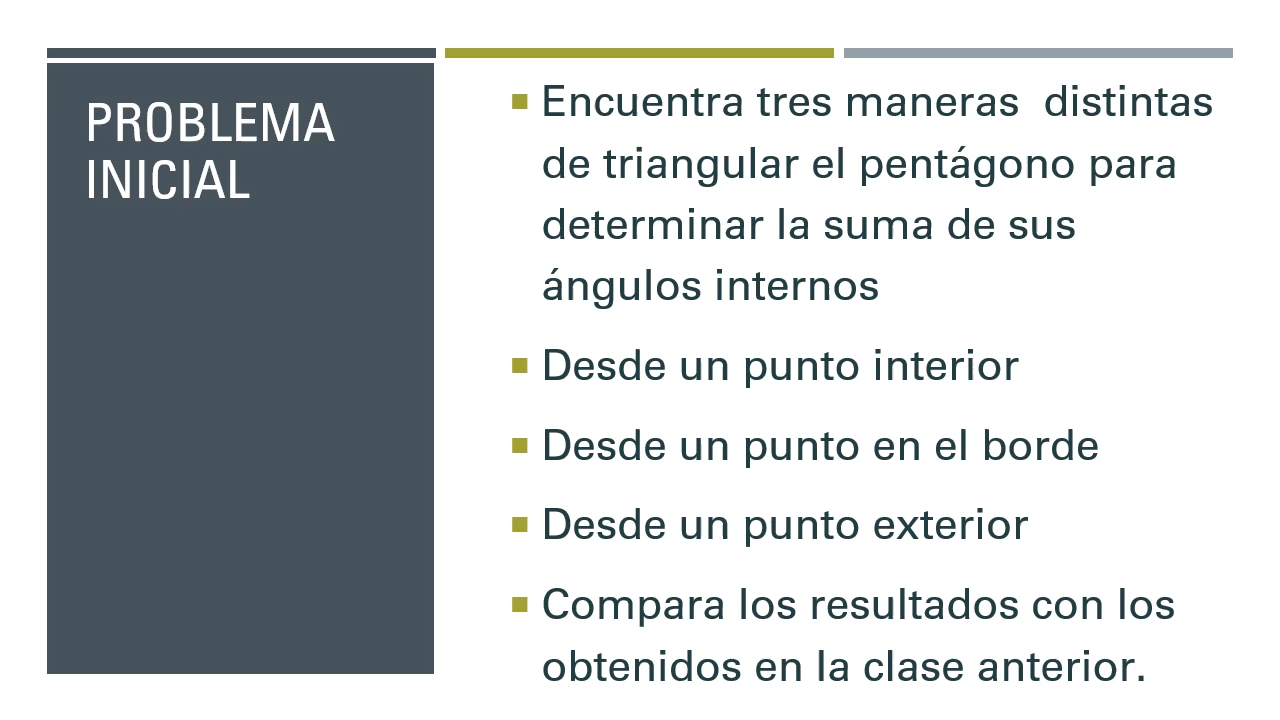 PROBLEMA
INICIAL
Encuentra tres maneras  distintas
de triangular el pentágono para
determinar la suma de sus
ángulos internos
Desde un punto interior
Desde un punto en el borde
Desde un punto exterior
Compara los resultados con los
obtenidos en la clase anterior.